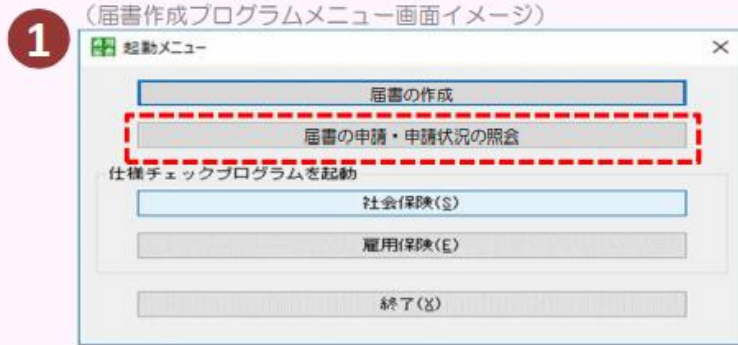 (届書作成プログラムメニュー画面イメージ)
1
起動メニュー
届書の作成
届書の申請・申請状況の照会
仕様チェックプログラムを起動
社会保険(S)
雇用保険(E)
終了(X)